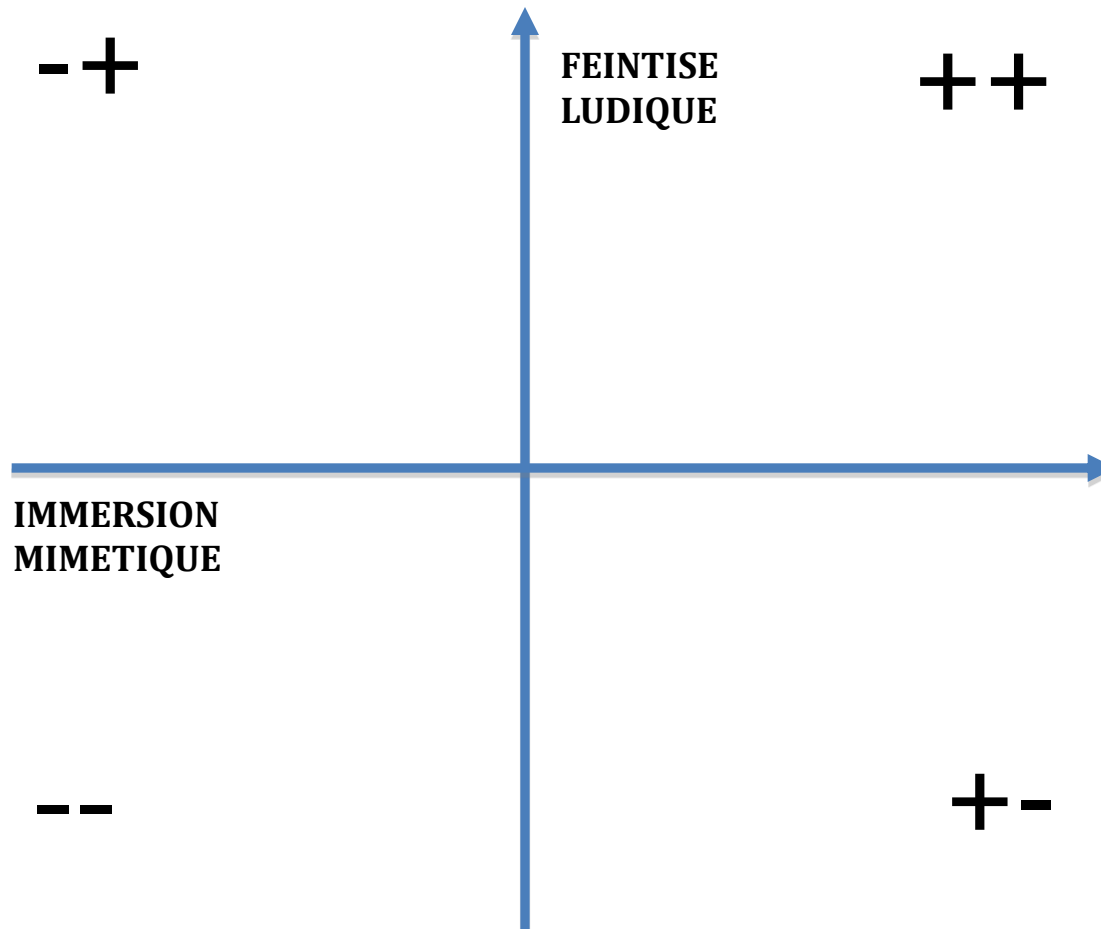 -+
FEINTISE
LUDIQUE
++
IMMERSION
MIMETIQUE
--
+-